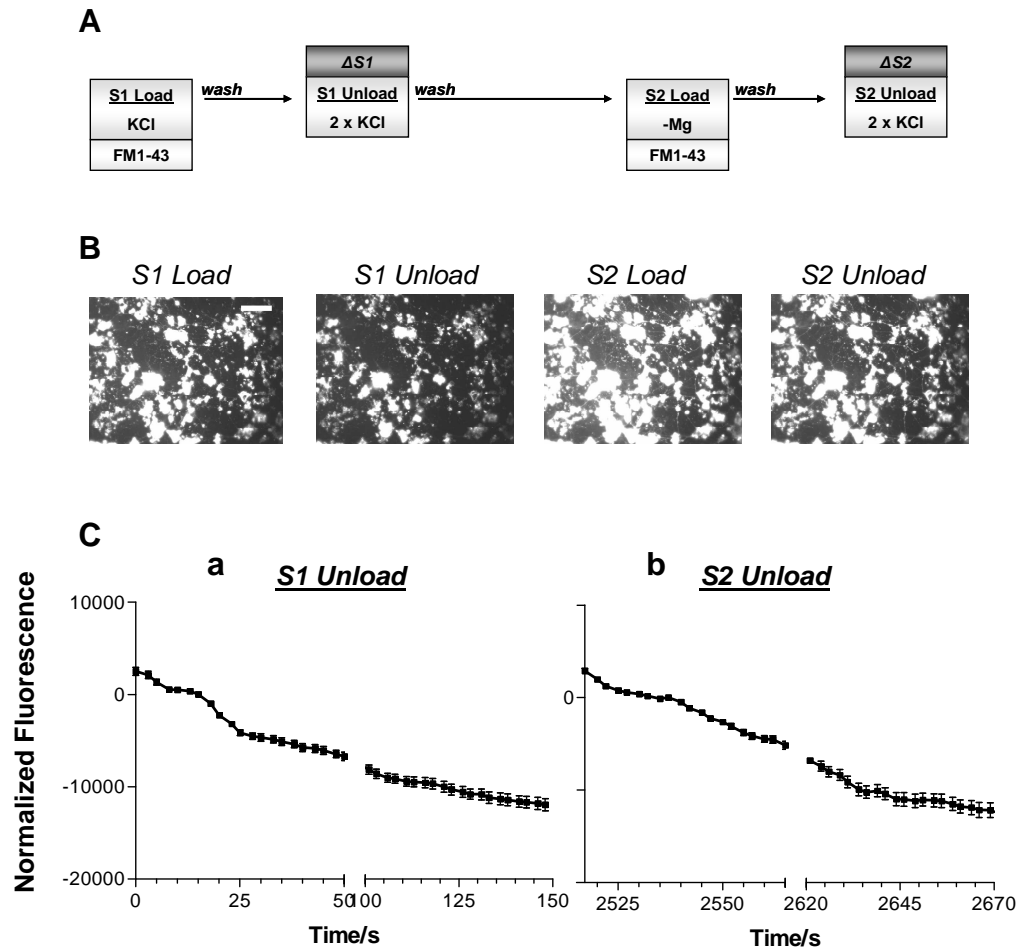 A
S1 Load
KCl
FM1-43
wash
ΔS1
S1 Unload
2 x KCl
wash
S2 Load
-Mg
FM1-43
wash
ΔS2
S2 Unload
2 x KCl
B
S1 Load
S1 Unload
S2 Load
S2 Unload
C
a
S1 Unload
b
S2 Unload
Normalized Fluorescence
10000
0
-10000
-20000
0
25
50
100
125
150
Time/s
0
2525
2550
2620
2645
2670
Time/s